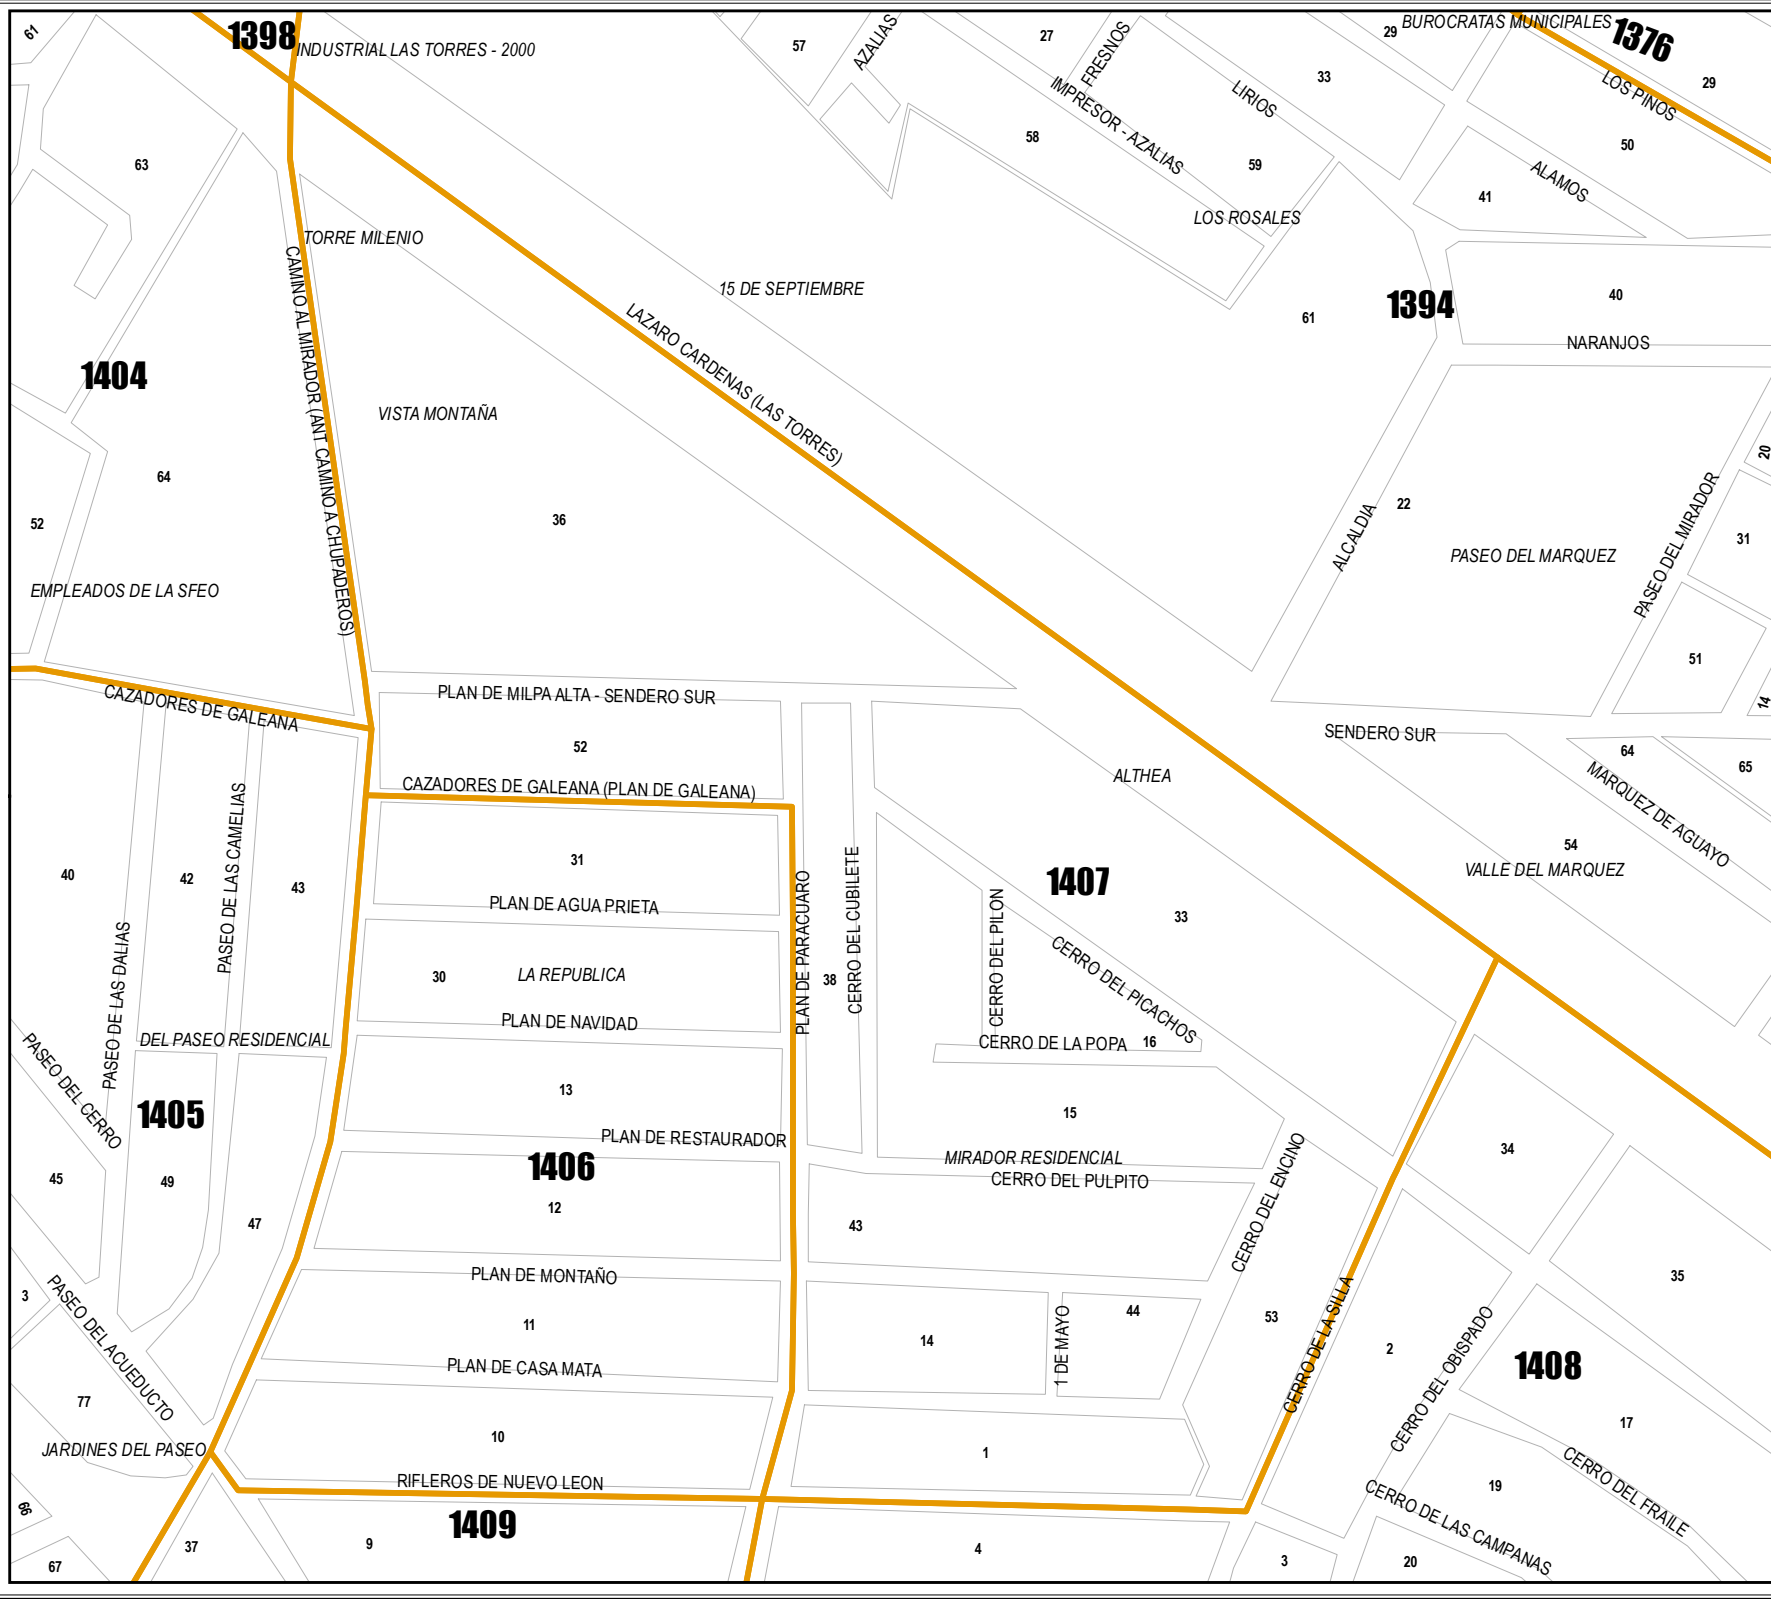 61
1398
INDUSTRIAL LAS TORRES - 2000
57
AZALIAS
27
FRESNOS
29
BUROCRATAS MUNICIPALES
1376
33
LIRIOS
LOS PINOS
29
IMPRESOR - AZALIAS
58
59
50
63
41
ALAMOS
LOS ROSALES
TORRE MILENIO
CAMINO AL MIRADOR (ANT CAMINO A CHUPADEROS)
15 DE SEPTIEMBRE
LAZARO CARDENAS (LAS TORRES)
61
1394
40
NARANJOS
1404
VISTA MONTAÑA
64
52
36
20
22
ALCALDIA
PASEO DEL MIRADOR
31
PASEO DEL MARQUEZ
EMPLEADOS DE LA SFEO
51
14
CAZADORES DE GALEANA
PLAN DE MILPA ALTA - SENDERO SUR
SENDERO SUR
52
64
65
ALTHEA
MARQUEZ DE AGUAYO
CAZADORES DE GALEANA (PLAN DE GALEANA)
PASEO DE LAS CAMELIAS
31
54
VALLE DEL MARQUEZ
40
42
43
1407
PLAN DE AGUA PRIETA
PLAN DE PARACUARO
CERRO DEL CUBILETE
CERRO DEL PILON
33
PASEO DE LAS DALIAS
30
LA REPUBLICA
38
CERRO DEL PICACHOS
PLAN DE NAVIDAD
DEL PASEO RESIDENCIAL
CERRO DE LA POPA
16
PASEO DEL CERRO
13
1405
15
PLAN DE RESTAURADOR
34
1406
MIRADOR RESIDENCIAL
45
49
CERRO DEL PULPITO
CERRO DEL ENCINO
12
47
43
PLAN DE MONTAÑO
35
3
PASEO DEL ACUEDUCTO
11
14
1 DE MAYO
44
53
CERRO DE LA SILLA
2
CERRO DEL OBISPADO
1408
PLAN DE CASA MATA
77
10
17
JARDINES DEL PASEO
1
RIFLEROS DE NUEVO LEON
19
CERRO DEL FRAILE
CERRO DE LAS CAMPANAS
66
1409
37
9
4
3
20
67